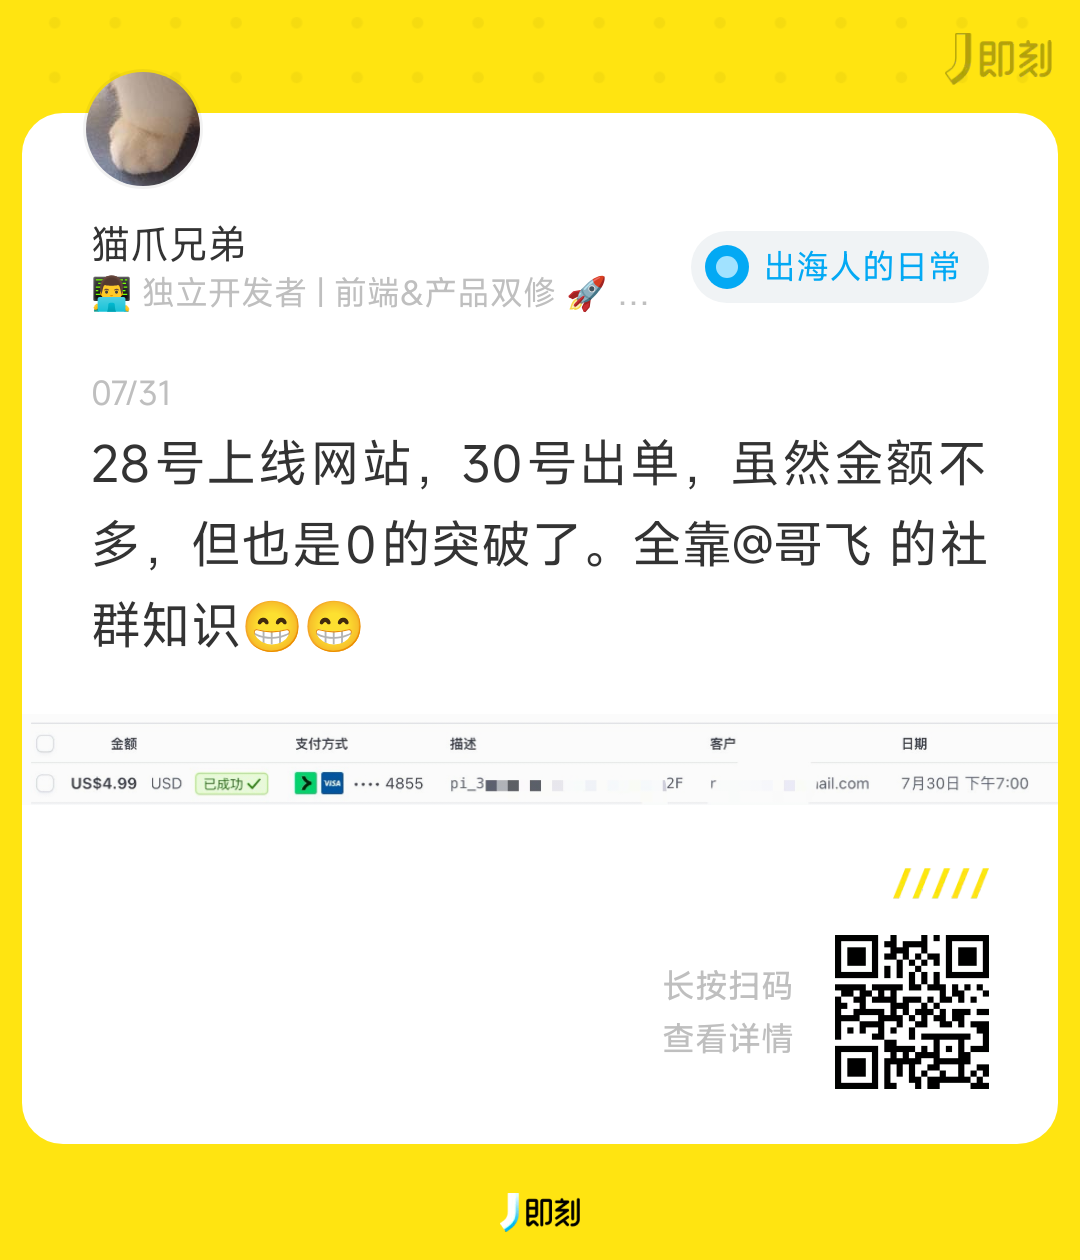 即刻
猫爪兄弟
出海人的日常
👨‍💻 独立开发者 | 前端&产品双修 🚀 ...
07/31
28号上线网站，30号出单，虽然金额不
多，但也是0的突破了。全靠@哥飞 的社
群知识😁😁
金额 支付方式 描述 客户 日期
US$4.99 USD 已成功 VISA •••• 4855 pi_3 2F r ail.com 7月30日 下午7:00
长按扫码
查看详情
即刻